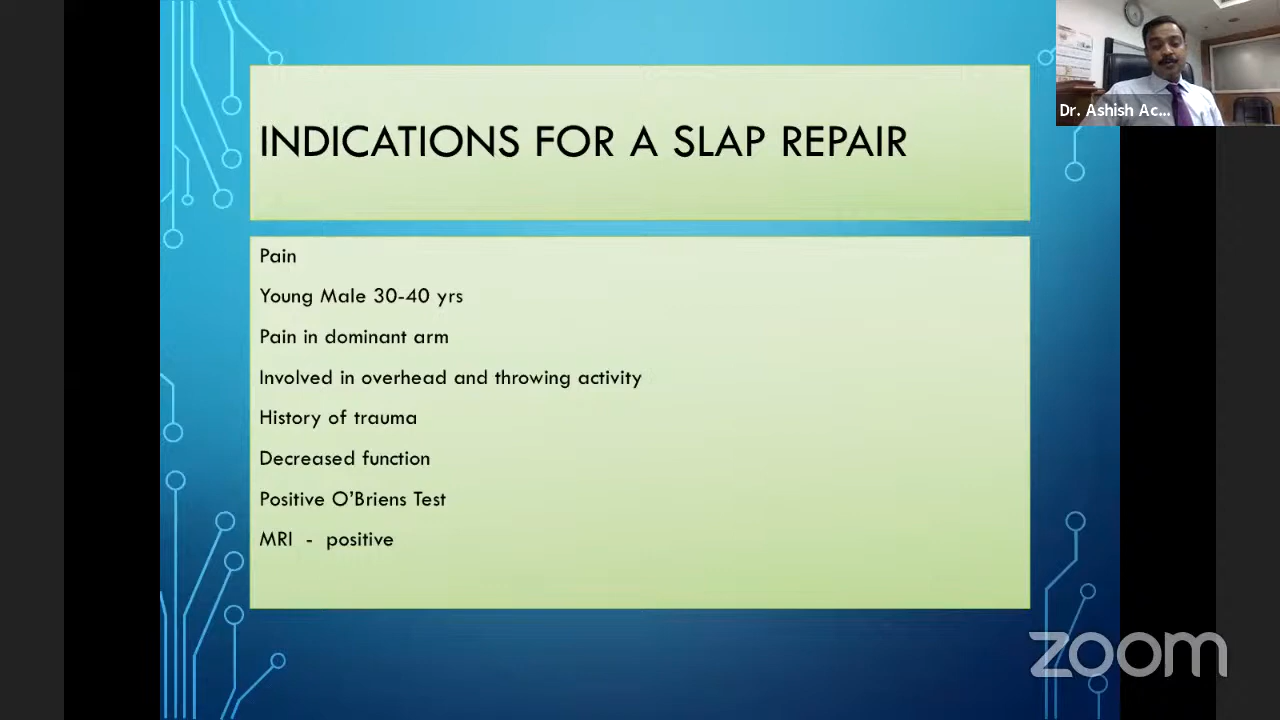 INDICATIONS FOR A SLAP REPAIR
Dr. Ashish Ac...
Pain
Young Male 30-40 yrs
Pain in dominant arm
Involved in overhead and throwing activity
History of trauma
Decreased function
Positive O'Briens Test
MRI - positive
zoom